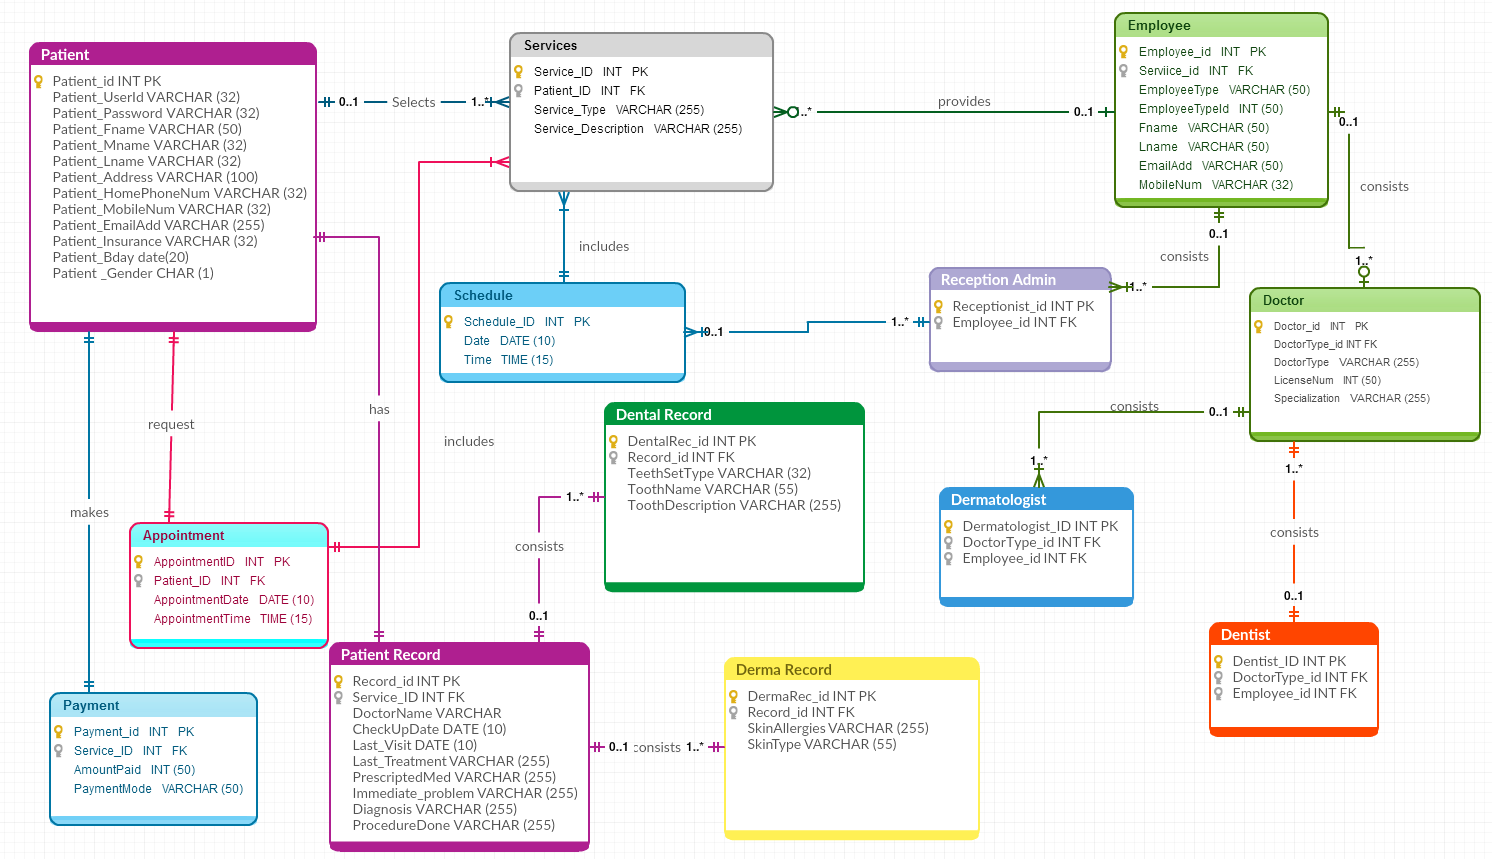 Patient
Patient_id INT PK
Patient_UserId VARCHAR (32)
Patient_Password VARCHAR (32)
Patient_Fname VARCHAR (50)
Patient_Mname VARCHAR (32)
Patient_Lname VARCHAR (32)
Patient_Address VARCHAR (100)
Patient_HomePhoneNum VARCHAR (32)
Patient_MobileNum VARCHAR (32)
Patient_EmailAdd VARCHAR (255)
Patient_Insurance VARCHAR (32)
Patient_Bday date(20)
Patient _Gender CHAR (1)
0..1
Selects
1..*
Services
Service_ID INT PK
Patient_ID INT FK
Service_Type VARCHAR (255)
Service_Description VARCHAR (255)
..*
provides
0..1
Employee
Employee_id INT PK
Serviice_id INT FK
EmployeeType VARCHAR (50)
EmployeeTypeId INT (50)
Fname VARCHAR (50)
Lname VARCHAR (50)
EmailAdd VARCHAR (50)
MobileNum VARCHAR (32)
0..1
consists
1..*
0..1
consists
1..*
includes
Schedule
Schedule_ID INT PK
Date DATE (10)
Time TIME (15)
0..1
1..*
Reception Admin
Receptionist_id INT PK
Employee_id INT FK
Doctor
Doctor_id INT PK
DoctorType_id INT FK
DoctorType VARCHAR (255)
LicenseNum INT (50)
Specialization VARCHAR (255)
consists
0..1
1..*
1..*
consists
0..1
has
request
includes
makes
Dental Record
DentalRec_id INT PK
Record_id INT FK
TeethSetType VARCHAR (32)
ToothName VARCHAR (55)
ToothDescription VARCHAR (255)
1..*
consists
0..1
Dermatologist
Dermatologist_ID INT PK
DoctorType_id INT FK
Employee_id INT FK
Appointment
AppointmentID INT PK
Patient_ID INT FK
AppointmentDate DATE (10)
AppointmentTime TIME (15)
Dentist
Dentist_ID INT PK
DoctorType_id INT FK
Employee_id INT FK
Patient Record
Record_id INT PK
Service_ID INT FK
DoctorName VARCHAR
CheckUpDate DATE (10)
Last_Visit DATE (10)
Last_Treatment VARCHAR (255)
PrescriptedMed VARCHAR (255)
Immediate_problem VARCHAR (255)
Diagnosis VARCHAR (255)
ProcedureDone VARCHAR (255)
0..1
consists
1..*
Derma Record
DermaRec_id INT PK
Record_id INT FK
SkinAllergies VARCHAR (255)
SkinType VARCHAR (55)
Payment
Payment_id INT PK
Service_ID INT FK
AmountPaid INT (50)
PaymentMode VARCHAR (50)